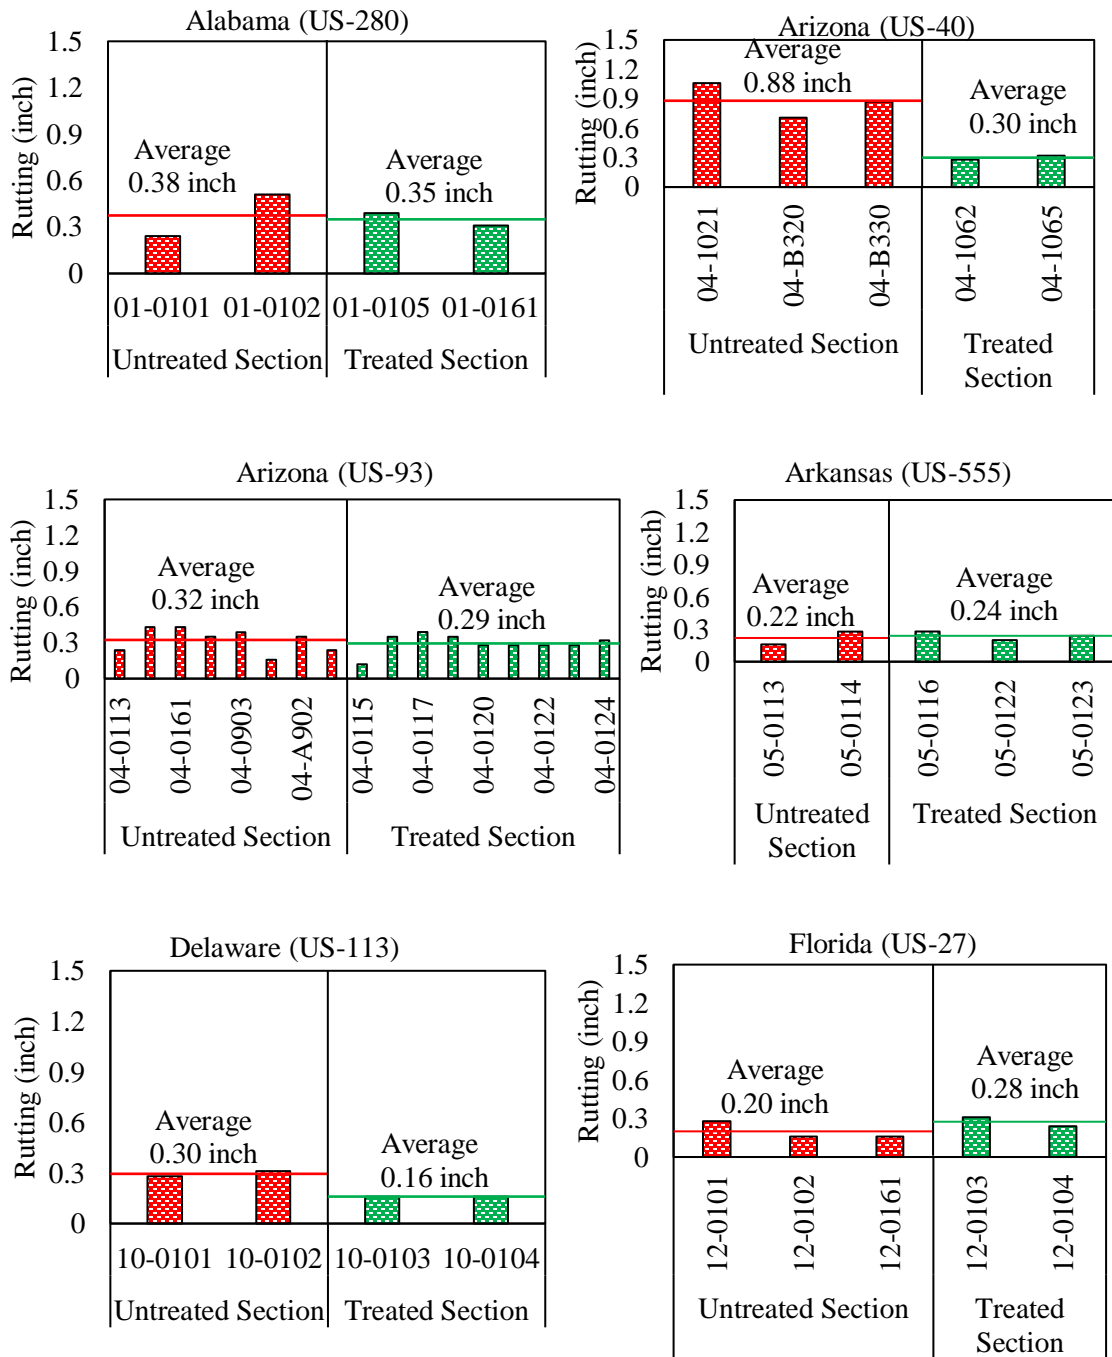 Alabama (US-280)
Rutting (inch)
1.5
1.2
0.9
0.6
0.3
0
Average
0.38 inch
Average
0.35 inch
01-0101 01-0102 01-0105 01-0161
Untreated Section Treated Section
Arizona (US-40)
Rutting (inch)
1.5
1.2
0.9
0.6
0.3
0
Average
0.88 inch
Average
0.30 inch
04-1021
04-B320
04-B330
04-1062
04-1065
Untreated Section
Treated
Section
Arizona (US-93)
Rutting (inch)
1.5
1.2
0.9
0.6
0.3
0
Average
0.32 inch
Average
0.29 inch
04-0113
04-0161
04-0903
04-A902
04-0115
04-0117
04-0120
04-0122
04-0124
Untreated Section Treated Section
Arkansas (US-555)
Rutting (inch)
1.5
1.2
0.9
0.6
0.3
0
Average
0.22 inch
Average
0.24 inch
05-0113
05-0114
05-0116
05-0122
05-0123
Untreated
Section
Treated Section
Delaware (US-113)
Rutting (inch)
1.5
1.2
0.9
0.6
0.3
0
Average
0.30 inch
Average
0.16 inch
10-0101 10-0102 10-0103 10-0104
Untreated Section Treated Section
Florida (US-27)
Rutting (inch)
1.5
1.2
0.9
0.6
0.3
0
Average
0.20 inch
Average
0.28 inch
12-0101
12-0102
12-0161
12-0103
12-0104
Untreated Section
Treated
Section